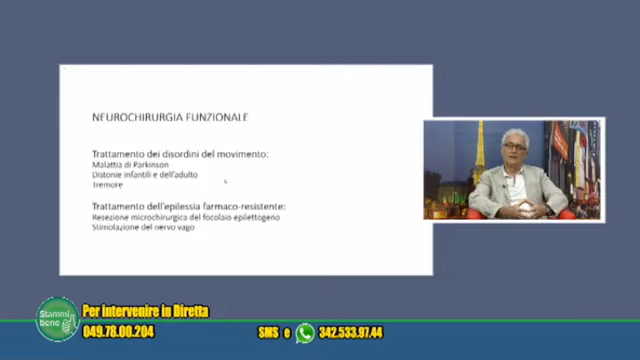 NEUROCHIRURGIA FUNZIONALE
Trattamento dei disordini del movimento:
Malattia di Parkinson
Distonie infantili e dell'adulto
Tremore
Trattamento dell'epilessia farmaco-resistente:
Resezione microchirurgica del focolaio epilettogeno
Stimolazione del nervo vago
Stammi
bene
Per intervenire in Diretta
049.78.00.204
SMS e 342.533.97.44